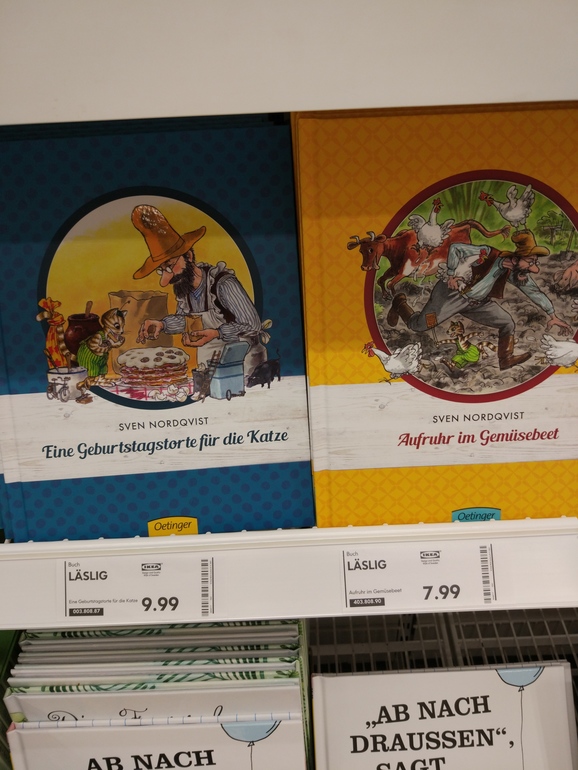 SVEN NORDQVIST
Eine Geburtstagstorte für die Katze
Oetinger
SVEN NORDQVIST
Aufruhr im Gemüsebeet
Oetinger
Buch
LÄSLIG
IKEA
Eine Geburtstagstorte für die Katze
003.808.87
9.99
Buch
LÄSLIG
IKEA
Aufruhr im Gemüsebeet
403.808.90
7.99
AB NACH
„AB NACH
DRAUSSEN“,
SAGT